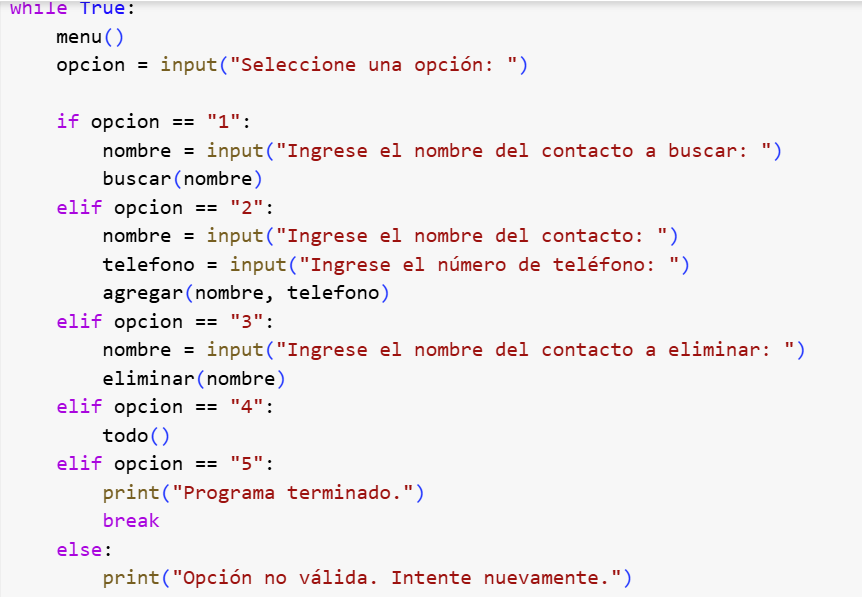 while True:
    menu()
    opcion = input("Seleccione una opción: ")

    if opcion == "1":
        nombre = input("Ingrese el nombre del contacto a buscar: ")
        buscar(nombre)
    elif opcion == "2":
        nombre = input("Ingrese el nombre del contacto: ")
        telefono = input("Ingrese el número de teléfono: ")
        agregar(nombre, telefono)
    elif opcion == "3":
        nombre = input("Ingrese el nombre del contacto a eliminar: ")
        eliminar(nombre)
    elif opcion == "4":
        todo()
    elif opcion == "5":
        print("Programa terminado.")
        break
    else:
        print("Opción no válida. Intente nuevamente.")